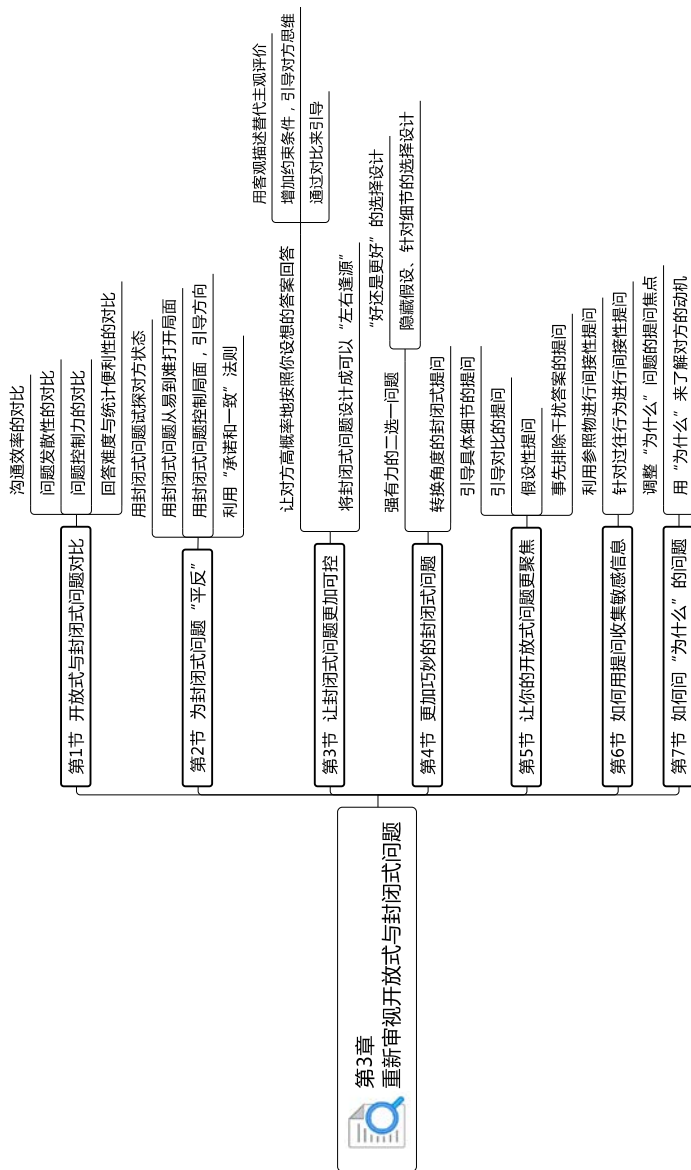 第3章
重新审视开放式与封闭式问题
第1节 开放式与封闭式问题对比
沟通效率的对比
问题发散性的对比
问题控制力的对比
回答难度与统计便利性的对比
第2节 为封闭式问题“平反”
用封闭式问题试探对方状态
用封闭式问题从易到难打开局面
用封闭式问题控制局面，引导方向
利用“承诺和一致”法则
第3节 让封闭式问题更加可控
让对方高概率地按照你设想的答案回答
用客观描述替代主观评价
增加约束条件，引导对方思维
通过对比来引导
将封闭式问题设计成可以“左右逢源”
第4节 更加巧妙的封闭式问题
强有力的二选一问题
“好还是更好”的选择设计
隐藏假设、针对细节的选择设计
转换角度的封闭式提问
第5节 让你的开放式问题更聚焦
引导具体细节的提问
引导对比的提问
假设性提问
事先排除干扰答案的提问
第6节 如何用提问收集敏感信息
利用参照物进行间接性提问
针对过往行为进行间接性提问
第7节 如何问“为什么”的问题
调整“为什么”问题的提问焦点
用“为什么”来了解对方的动机